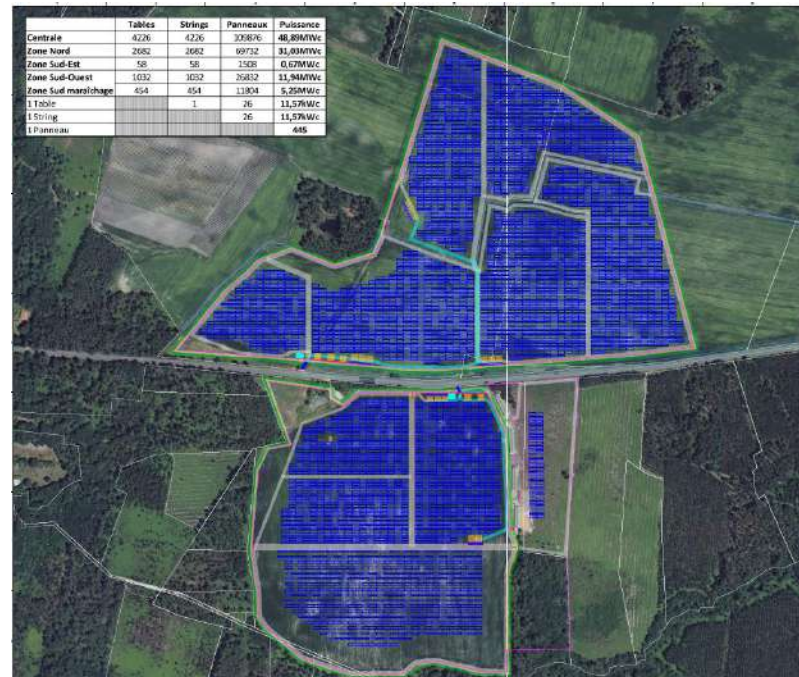 Tables Strings Panneaux Puissance
Centrale 4226 4226 109876 48,89MWc
Zone Nord 2682 2682 69732 31,03MWc
Zone Sud-Est 58 58 1508 0,67MWc
Zone Sud-Ouest 1032 1032 26832 11,94MWc
Zone Sud maraîchage 454 454 11804 5,25MWc
1 Table 1 26 11,57kWc
1 String 26 11,57kWc
1 Panneau 445